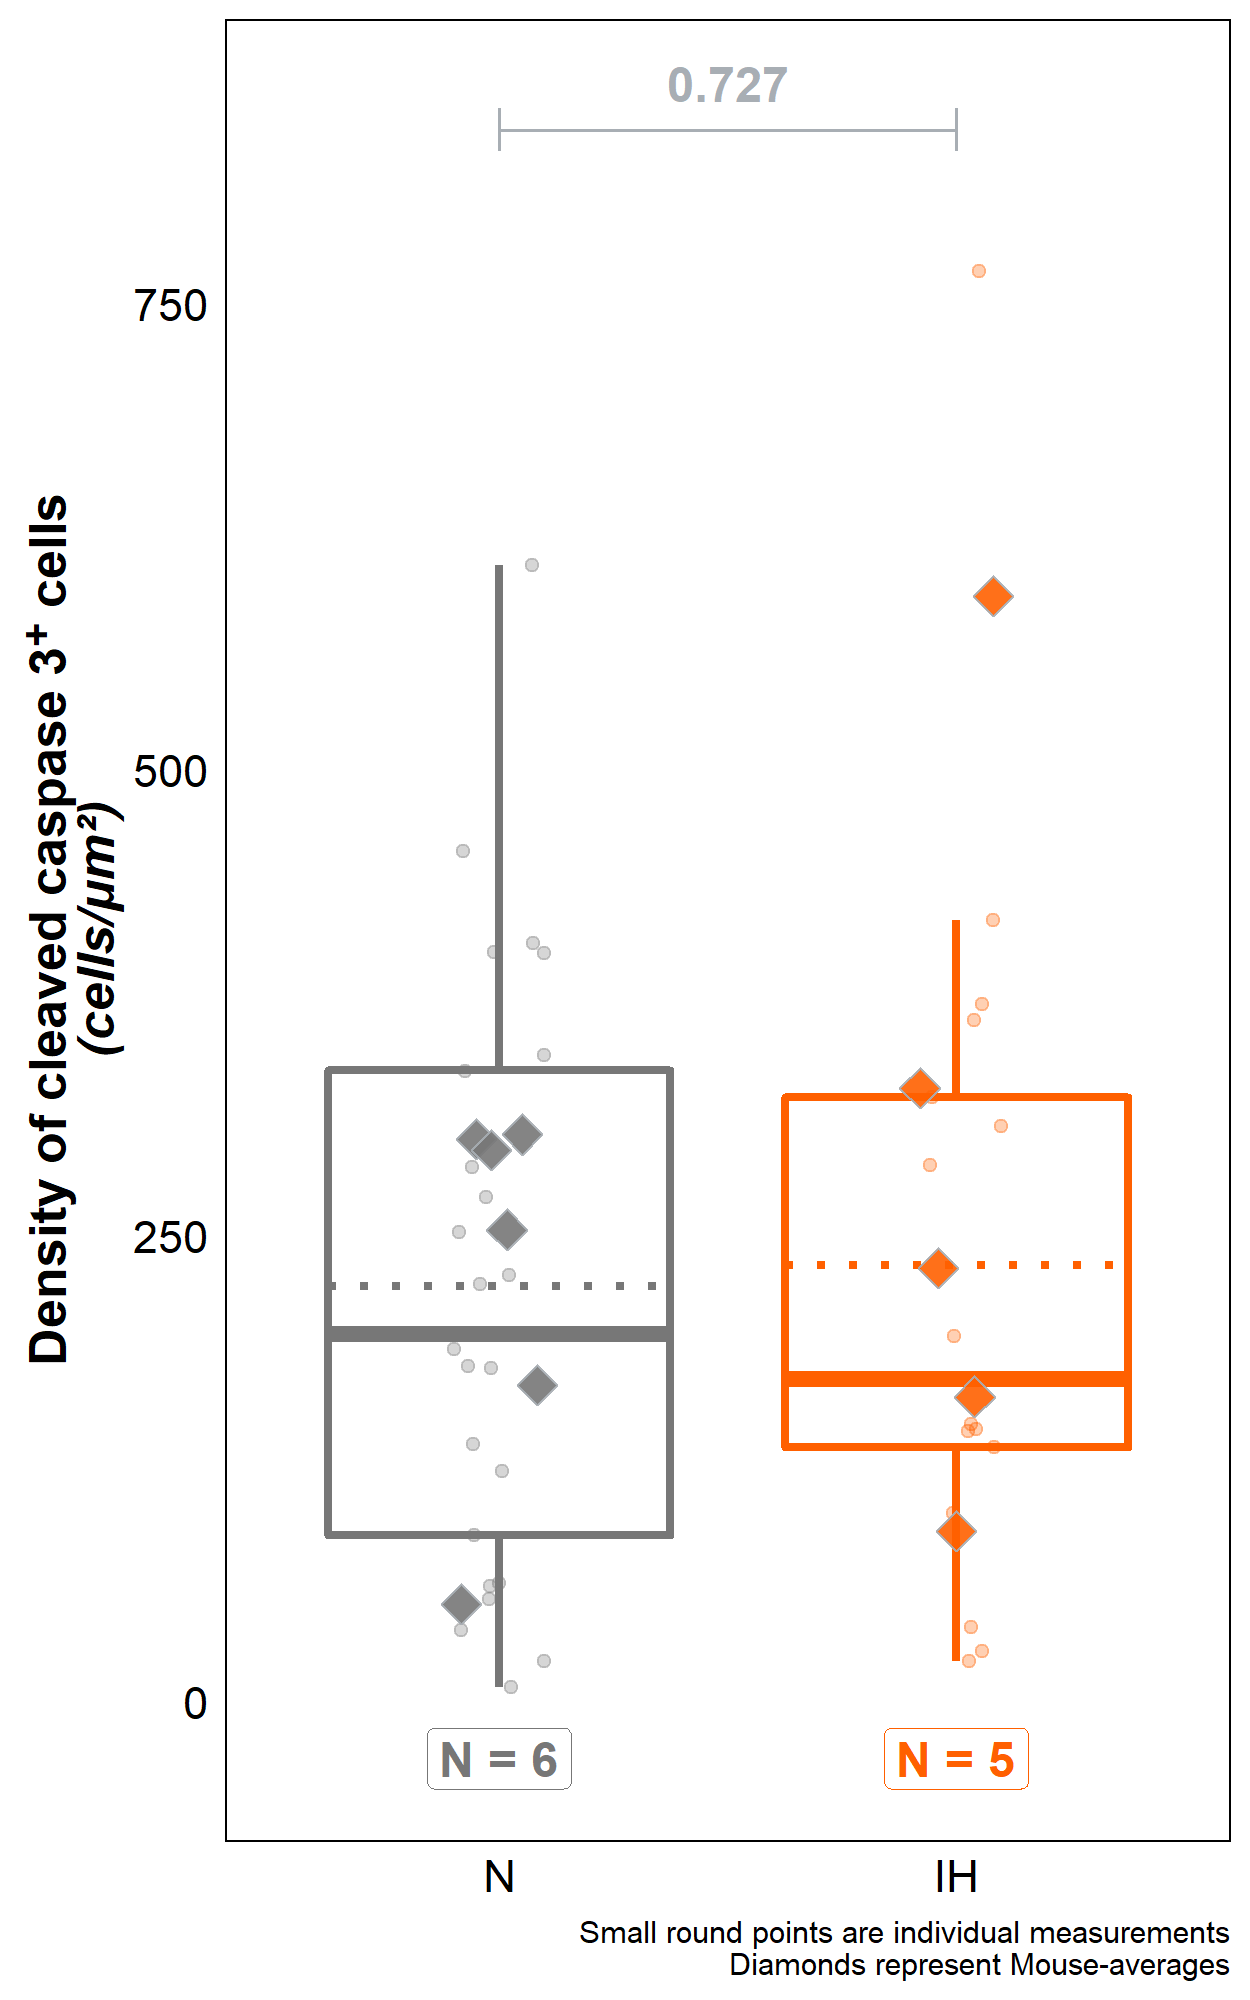 0.727
750
500
250
0
Density of cleaved caspase 3⁺ cells
(cells/µm²)
N = 6
N = 5
N
IH
Small round points are individual measurements
Diamonds represent Mouse-averages